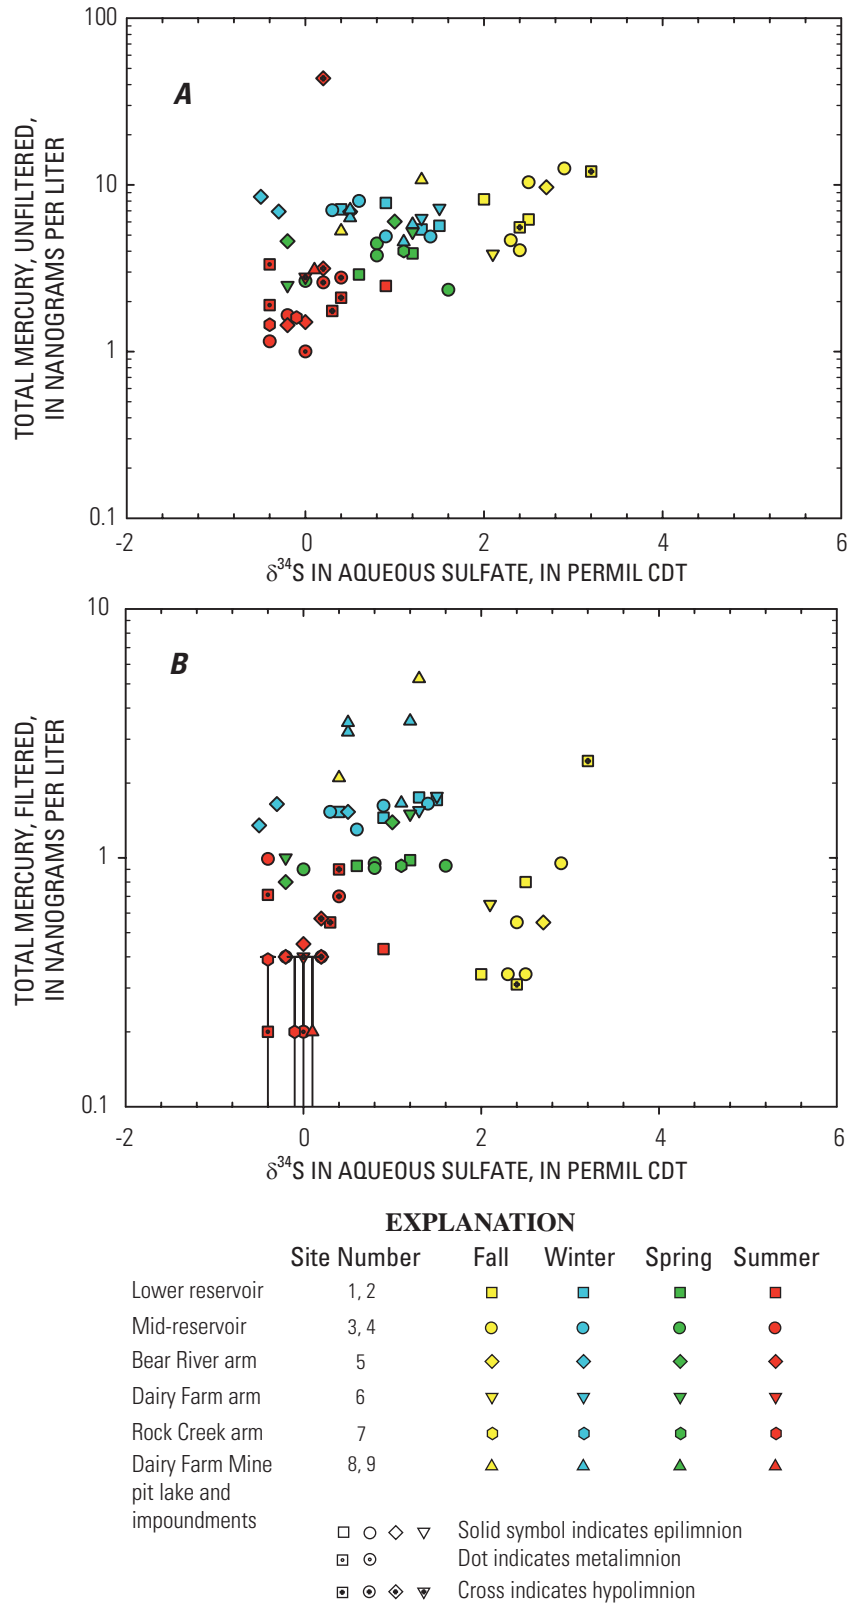 100
10
1
0.1
TOTAL MERCURY, UNFILTERED,
IN NANOGRAMS PER LITER
A
-2 0 2 4 6
δ³⁴S IN AQUEOUS SULFATE, IN PERMIL CDT
10
1
0.1
TOTAL MERCURY, FILTERED,
IN NANOGRAMS PER LITER
B
-2 0 2 4 6
δ³⁴S IN AQUEOUS SULFATE, IN PERMIL CDT
EXPLANATION
Site Number Fall Winter Spring Summer
Lower reservoir 1, 2
Mid-reservoir 3, 4
Bear River arm 5
Dairy Farm arm 6
Rock Creek arm 7
Dairy Farm Mine 8, 9
pit lake and
impoundments
Solid symbol indicates epilimnion
Dot indicates metalimnion
Cross indicates hypolimnion